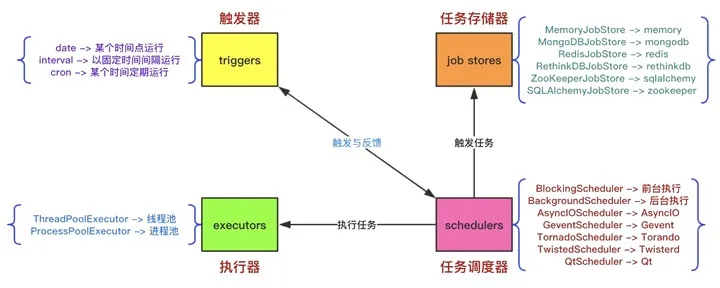 触发器
任务存储器
date -> 某个时间点运行
interval -> 以固定时间间隔运行
cron -> 某个时间定期运行
triggers
job stores
MemoryJobStore -> memory
MongoDBJobStore -> mongodb
RedisJobStore -> redis
RethinkDBJobStore -> rethinkdb
ZooKeeperJobStore -> sqlalchemy
SQLAlchemyJobStore -> zookeeper
触发与反馈
触发任务
ThreadPoolExecutor -> 线程池
ProcessPoolExecutor -> 进程池
executors
执行任务
schedulers
BlockingScheduler -> 前台执行
BackgroundScheduler -> 后台执行
AsyncIOScheduler -> AsyncIO
GeventScheduler -> Gevent
TornadoScheduler -> Torando
TwistedScheduler -> Twisterd
QtScheduler -> Qt
执行器
任务调度器